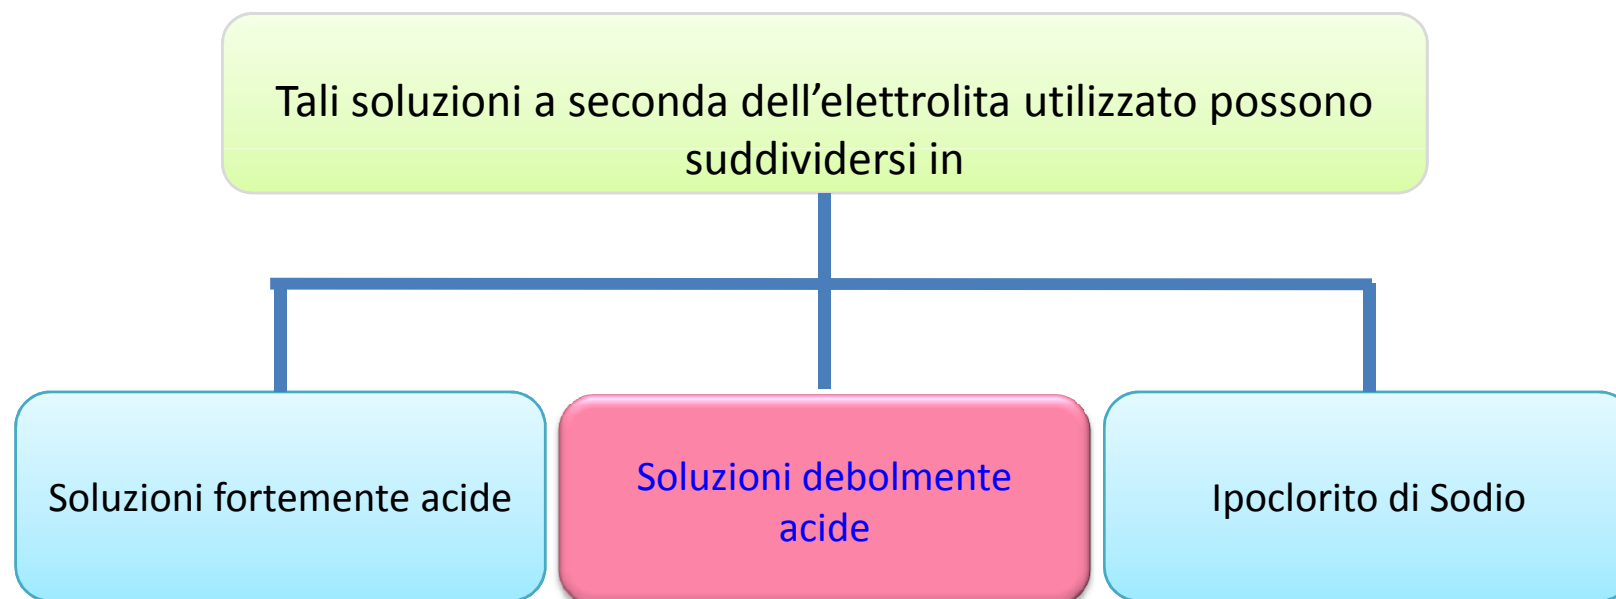 Tali soluzioni a seconda dell’elettrolita utilizzato possono
suddividersi in
Soluzioni fortemente acide
Soluzioni debolmente
acide
Ipoclorito di Sodio